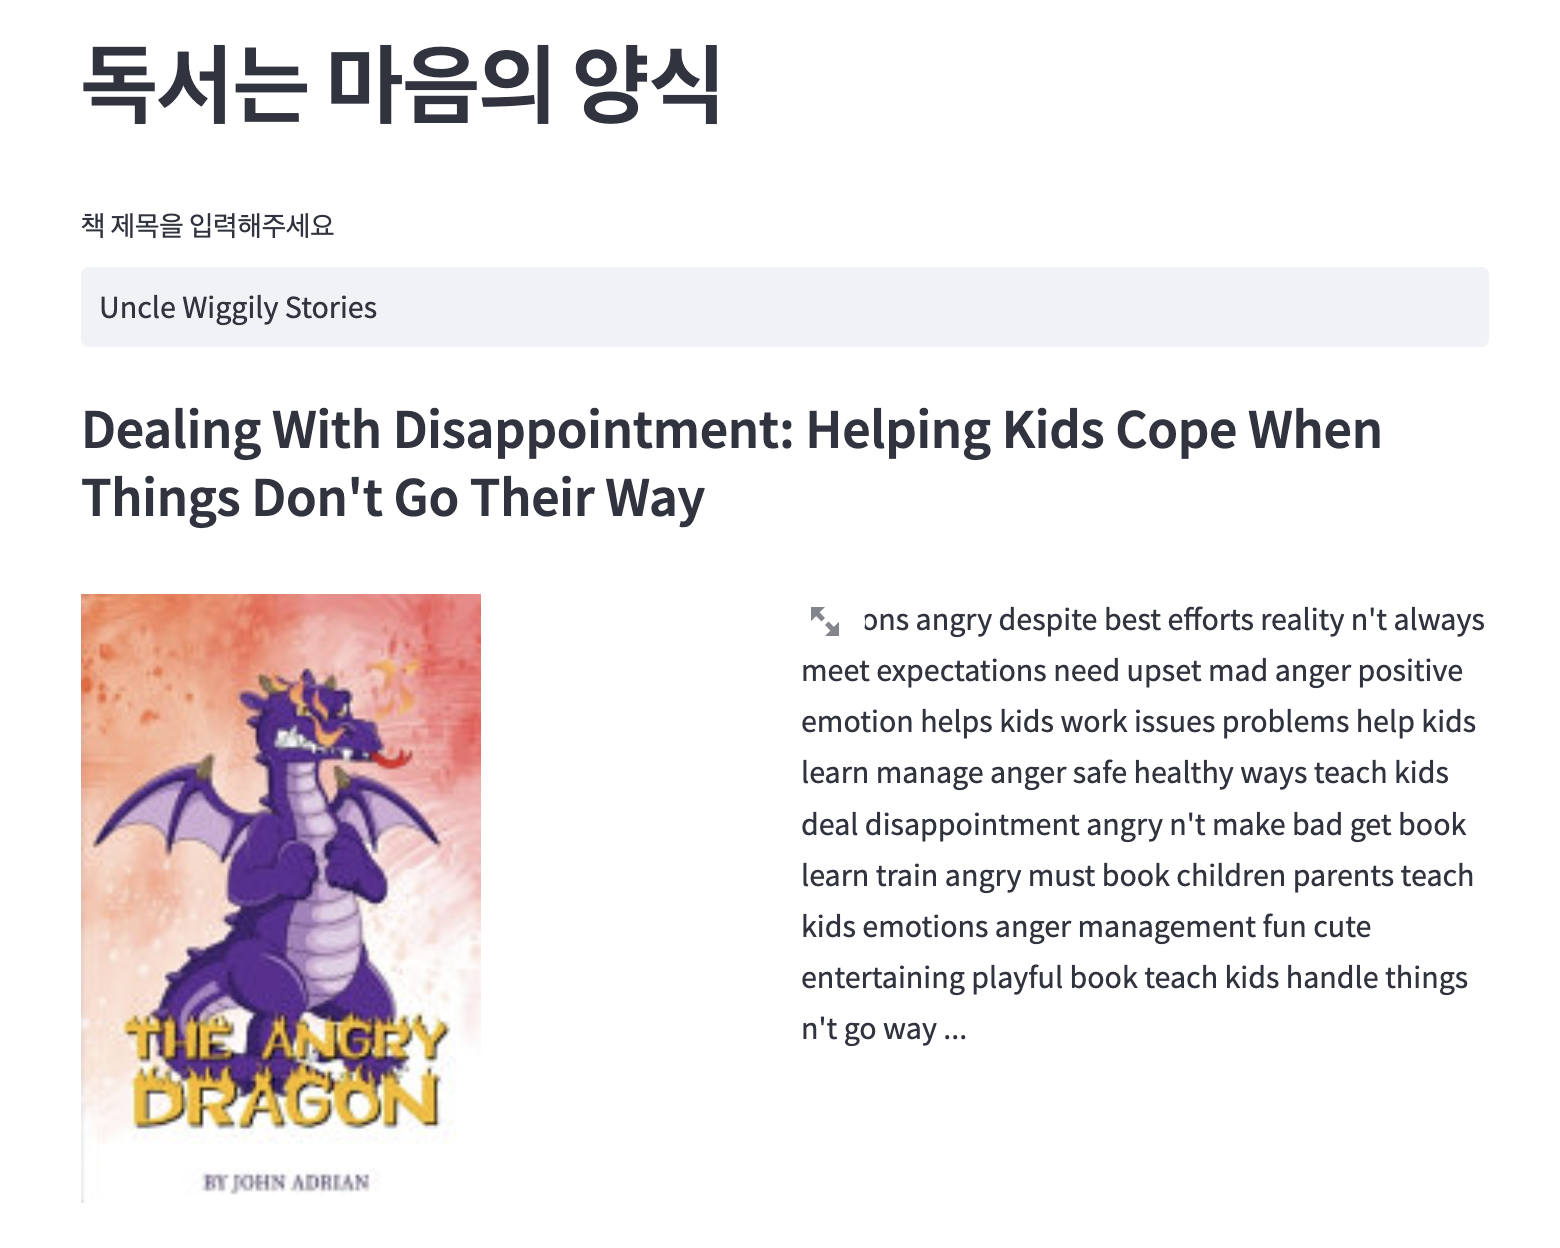 독서는 마음의 양식
책 제목을 입력해주세요
Uncle Wiggily Stories
Dealing With Disappointment: Helping Kids Cope When
Things Don't Go Their Way
THE ANGRY
DRAGON
BY JOHN ADRIAN
ons angry despite best efforts reality n't always
meet expectations need upset mad anger positive
emotion helps kids work issues problems help kids
learn manage anger safe healthy ways teach kids
deal disappointment angry n't make bad get book
learn train angry must book children parents teach
kids emotions anger management fun cute
entertaining playful book teach kids handle things
n't go way ...